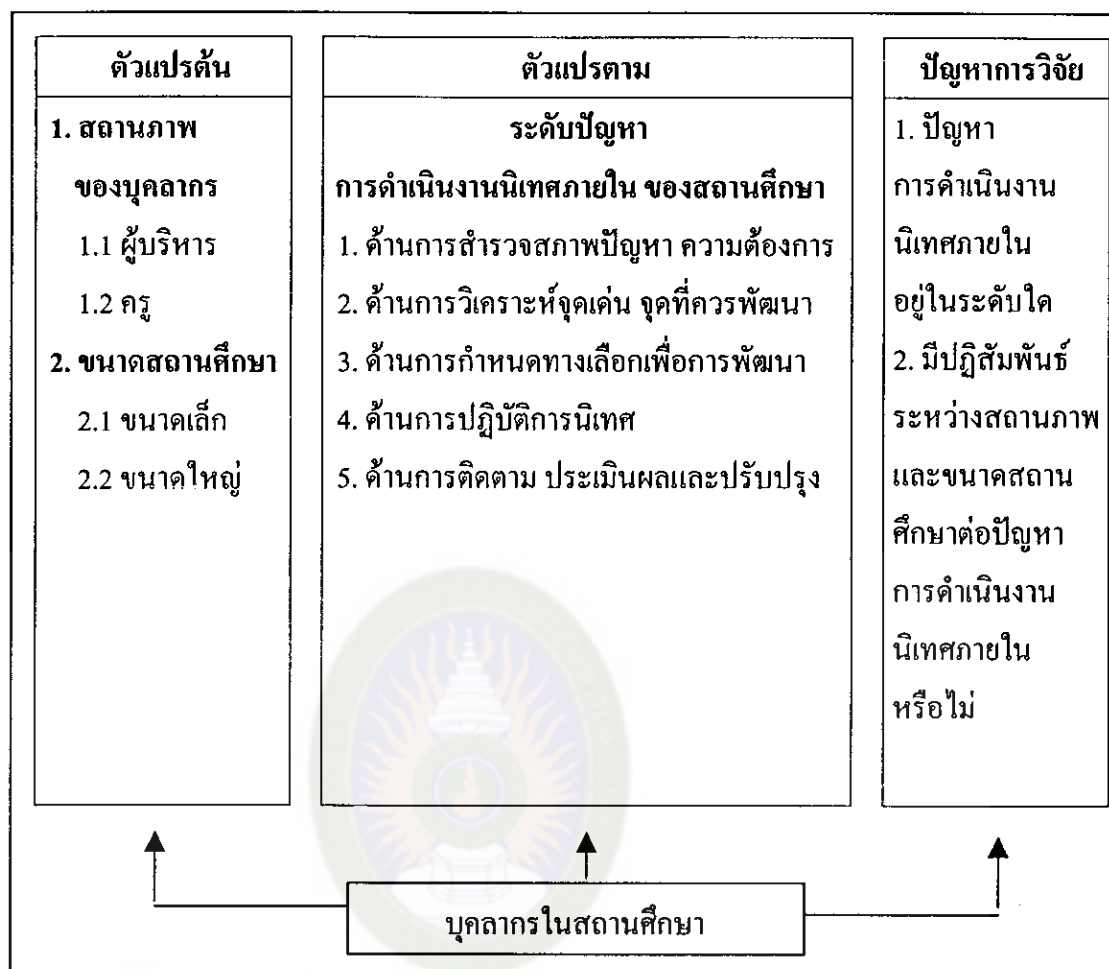 ตัวแปรต้น
1. สถานภาพ
ของบุคลากร
1.1 ผู้บริหาร
1.2 ครู
2. ขนาดสถานศึกษา
2.1 ขนาดเล็ก
2.2 ขนาดใหญ่
ตัวแปรตาม
ระดับปัญหา
การดำเนินงานนิเทศภายใน ของสถานศึกษา
1. ด้านการสำรวจสภาพปัญหา ความต้องการ
2. ด้านการวิเคราะห์จุดเด่น จุดที่ควรพัฒนา
3. ด้านการกำหนดทางเลือกเพื่อการพัฒนา
4. ด้านการปฏิบัติการนิเทศ
5. ด้านการติดตาม ประเมินผลและปรับปรุง
ปัญหาการวิจัย
1. ปัญหา
การดำเนินงาน
นิเทศภายใน
อยู่ในระดับใด
2. มีปฏิสัมพันธ์
ระหว่างสถานภาพ
และขนาดสถาน
ศึกษาต่อปัญหา
การดำเนินงาน
นิเทศภายใน
หรือไม่
บุคลากรในสถานศึกษา